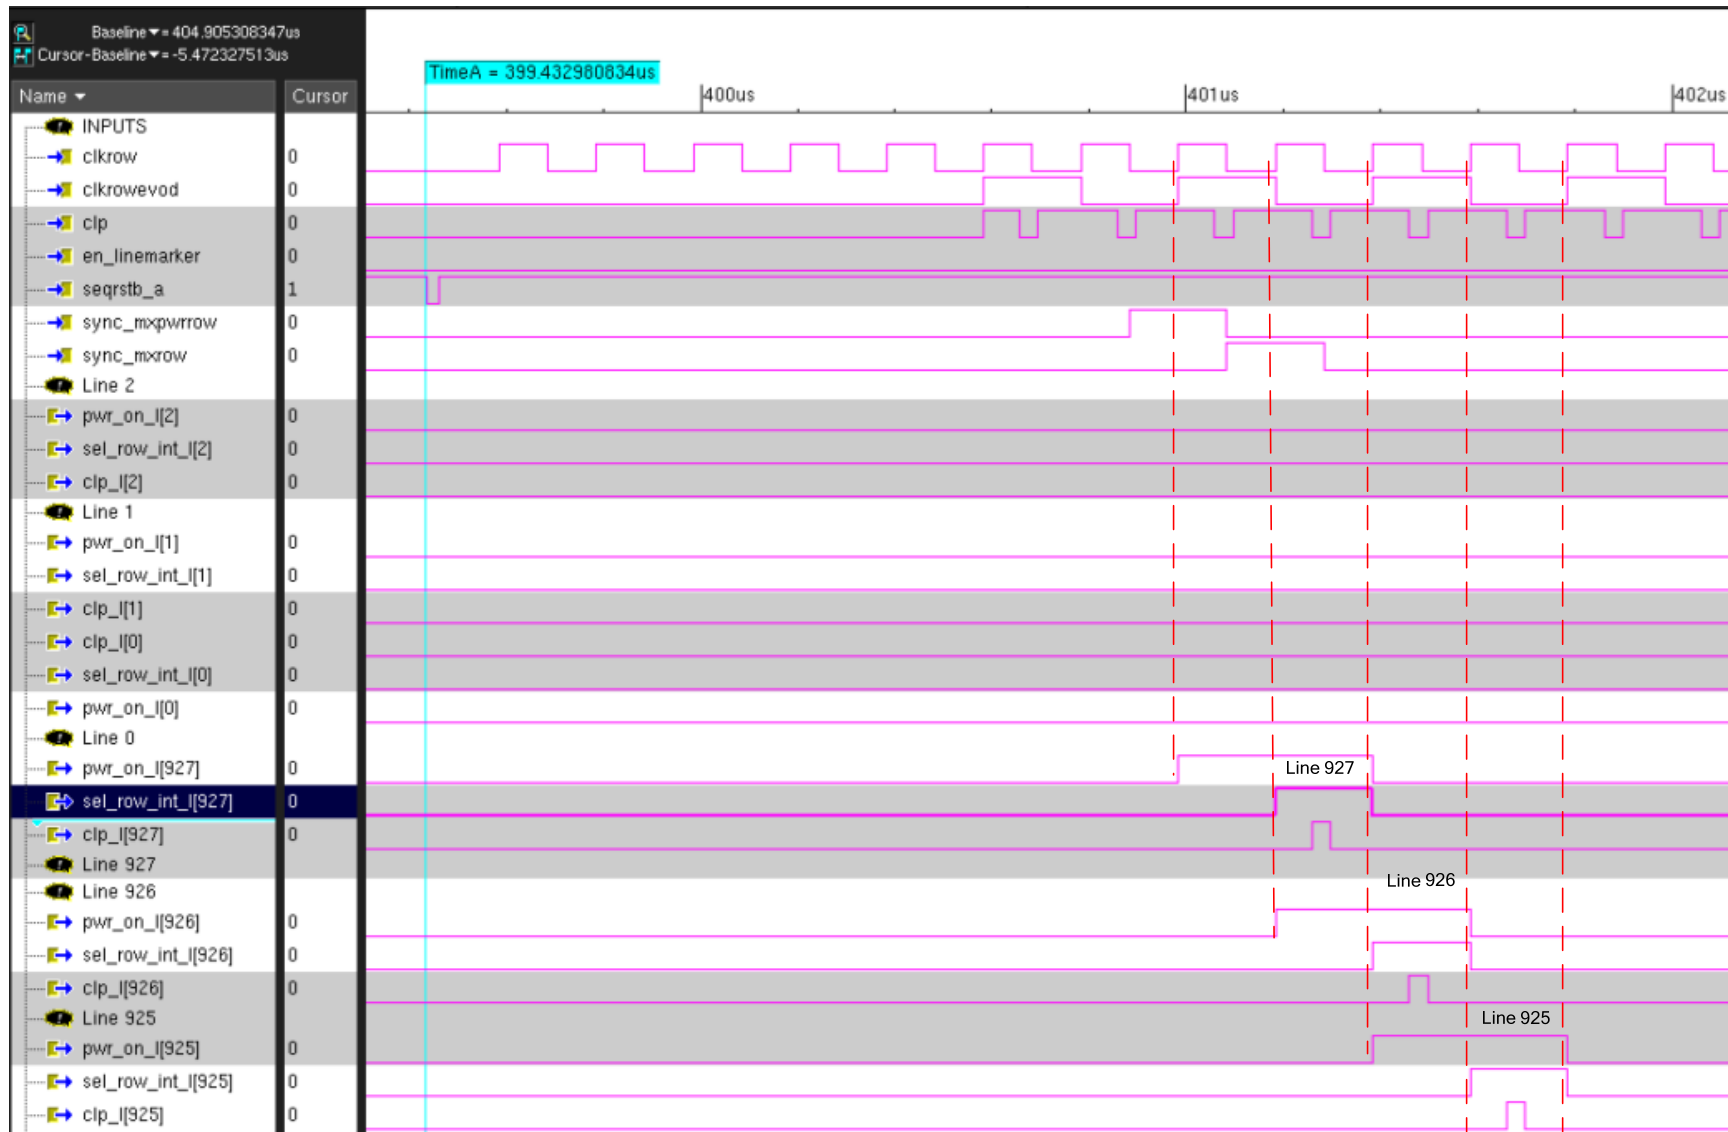 Baseline▼= 404.905308347us
Cursor-Baseline▼= -5.472327513us
TimeA = 399.432980834us
Name ▼ Cursor
400us 401us 402us
INPUTS
clkrow 0
clkrowevod 0
clp 0
en_linemarker 0
seqrstb_a 1
sync_mxpwrrow 0
sync_mxrow 0
Line 2
pwr_on_l[2] 0
sel_row_int_l[2] 0
clp_l[2] 0
Line 1
pwr_on_l[1] 0
sel_row_int_l[1] 0
clp_l[1] 0
clp_l[0] 0
sel_row_int_l[0] 0
pwr_on_l[0] 0
Line 0
pwr_on_l[927] 0 Line 927
sel_row_int_l[927] 0
clp_l[927] 0
Line 927
Line 926 Line 926
pwr_on_l[926] 0
sel_row_int_l[926] 0
clp_l[926] 0
Line 925 Line 925
pwr_on_l[925] 0
sel_row_int_l[925] 0
clp_l[925] 0